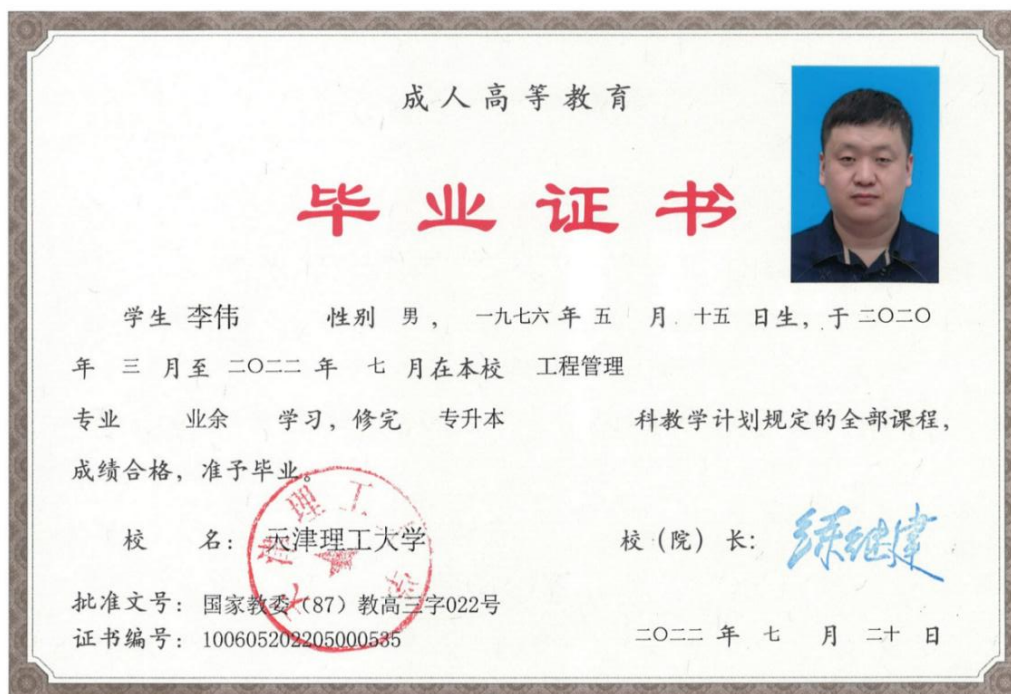 成人高等教育
毕业证书
学生 李伟 性别 男, 一九七六 年 五 月 十五 日生, 于 二〇二〇
年 三 月至 二〇二二 年 七 月在本校 工程管理
专业 业余 学习, 修完 专升本 科教学计划规定的全部课程,
成绩合格, 准予毕业。
校 名: 天津理工大学 校(院)长:
天津理工大学
批准文号: 国家教委(87)教高三字022号
证书编号: 100605202205000535 二〇二二 年 七 月 二十 日